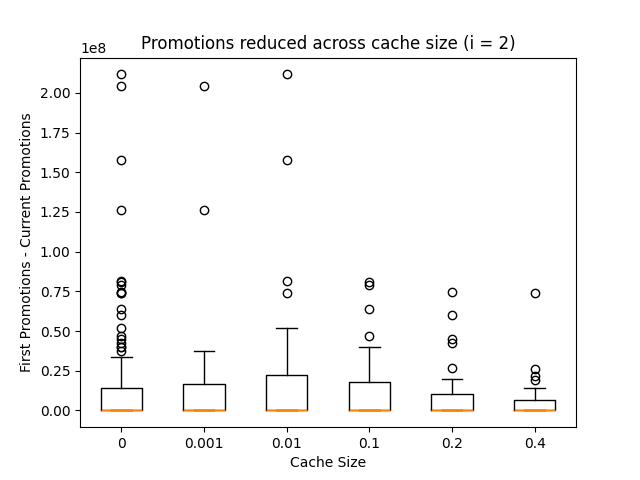 Promotions reduced across cache size (i = 2)
1e8
2.00
1.75
1.50
1.25
1.00
0.75
0.50
0.25
0.00
First Promotions - Current Promotions
0 0.001 0.01 0.1 0.2 0.4
Cache Size